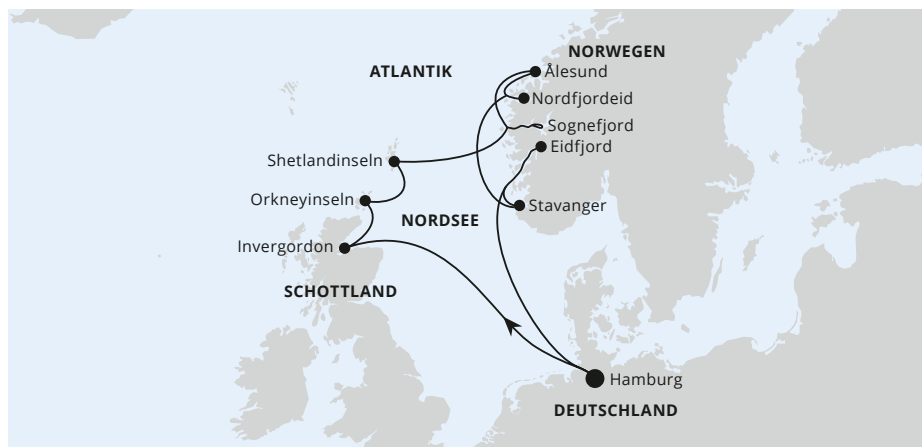 NORWEGEN
ATLANTIK
Ålesund
Nordfjordeid
Sognefjord
Eidfjord
Shetlandinseln
Orkneyinseln
Stavanger
NORDSEE
Invergordon
SCHOTTLAND
Hamburg
DEUTSCHLAND